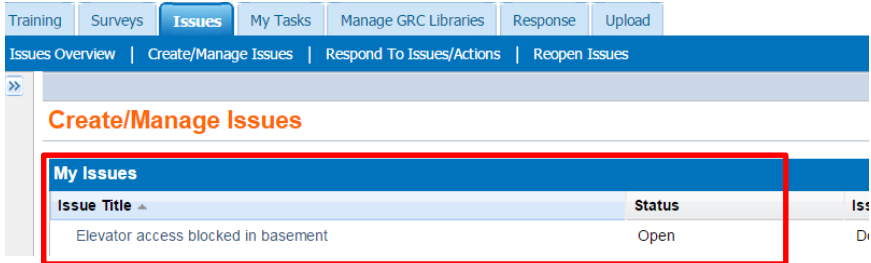 Training Surveys Issues My Tasks Manage GRC Libraries Response Upload
Issues Overview | Create/Manage Issues | Respond To Issues/Actions | Reopen Issues
Create/Manage Issues
My Issues
Issue Title Status
Elevator access blocked in basement Open